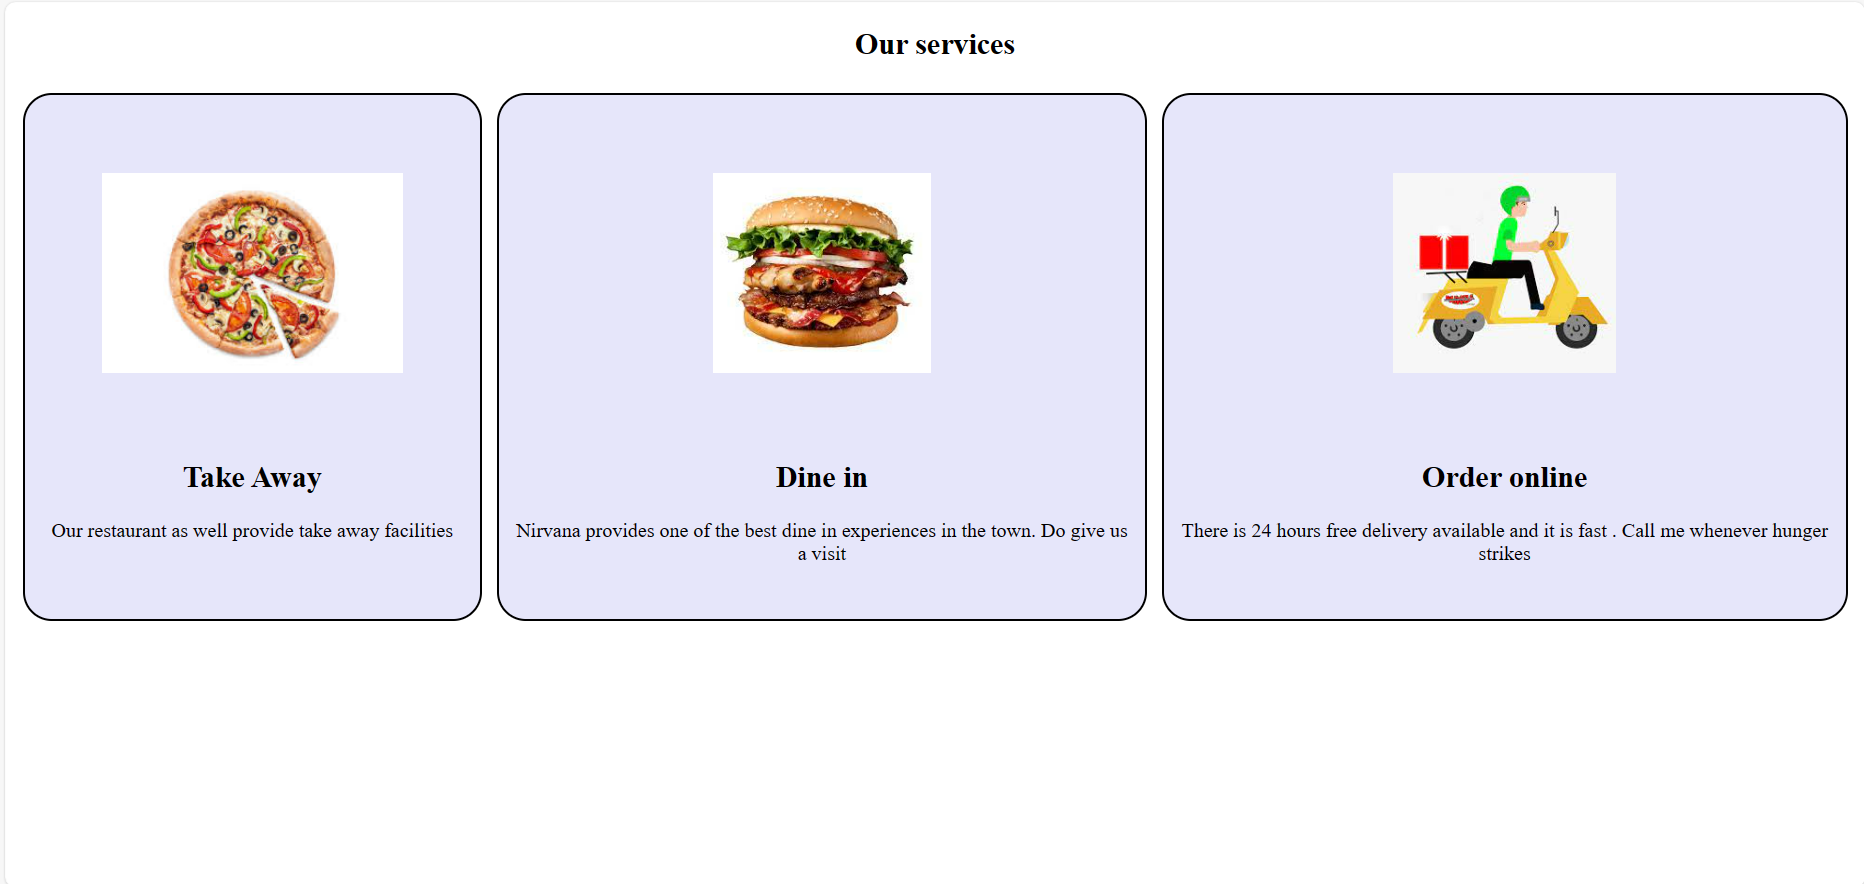 Our services
Take Away
Our restaurant as well provide take away facilities
Dine in
Nirvana provides one of the best dine in experiences in the town. Do give us
a visit
Order online
There is 24 hours free delivery available and it is fast . Call me whenever hunger
strikes